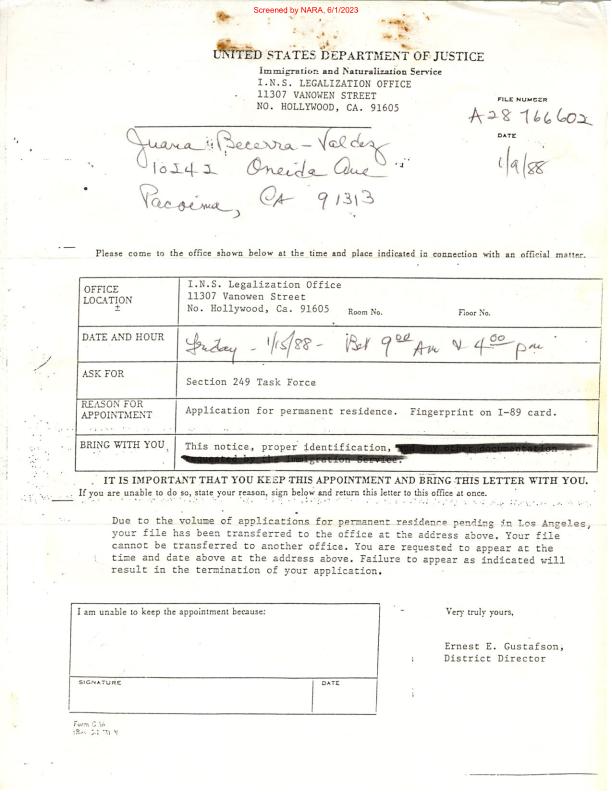 Screened by NARA, 6/1/2023
UNITED STATES DEPARTMENT OF JUSTICE
Immigration and Naturalization Service
I.N.S. LEGALIZATION OFFICE
11307 VANOWEN STREET
NO. HOLLYWOOD, CA. 91605
FILE NUMBER
A28 766602
DATE
1/9/88
Juana Becerra-Valdez
10242 Oneida Ave
Pacoima, CA 91313
Please come to the office shown below at the time and place indicated in connection with an official matter.
OFFICE LOCATION
I.N.S. Legalization Office
11307 Vanowen Street
No. Hollywood, Ca. 91605 Room No. Floor No.
DATE AND HOUR
Friday - 1/15/88 - Bet 9 00 Am & 4 00 pm
ASK FOR
Section 249 Task Force
REASON FOR APPOINTMENT
Application for permanent residence. Fingerprint on I-89 card.
BRING WITH YOU
This notice, proper identification,
IT IS IMPORTANT THAT YOU KEEP THIS APPOINTMENT AND BRING THIS LETTER WITH YOU.
If you are unable to do so, state your reason, sign below and return this letter to this office at once.
Due to the volume of applications for permanent residence pending in Los Angeles,
your file has been transferred to the office at the address above. Your file
cannot be transferred to another office. You are requested to appear at the
time and date above at the address above. Failure to appear as indicated will
result in the termination of your application.
I am unable to keep the appointment because:
SIGNATURE
DATE
Very truly yours,
Ernest E. Gustafson,
District Director
Form G-56